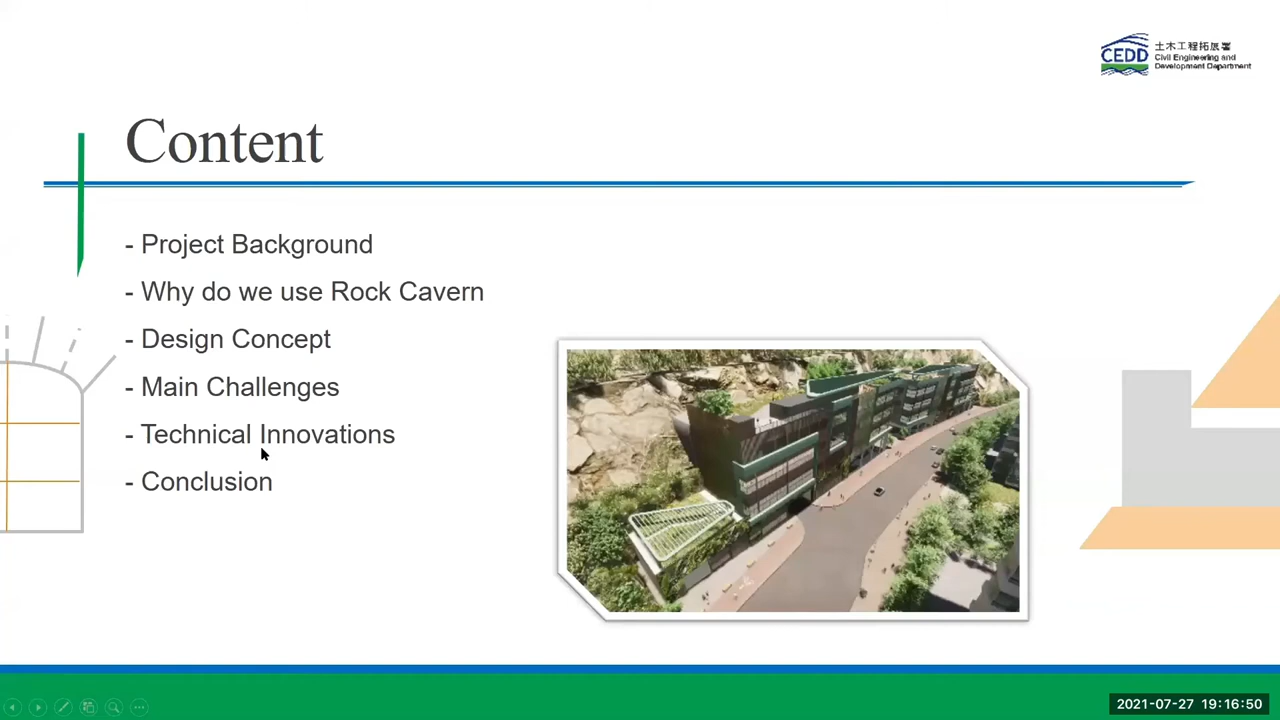 CEDD
土木工程拓展署
Civil Engineering and
Development Department
Content
- Project Background
- Why do we use Rock Cavern
- Design Concept
- Main Challenges
- Technical Innovations
- Conclusion
2021-07-27 19:16:50